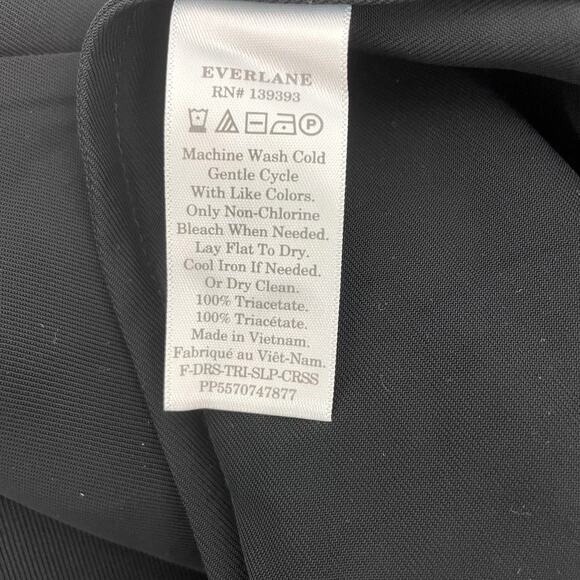 EVERLANE
RN# 139393
P
Machine Wash Cold
Gentle Cycle
With Like Colors.
Only Non-Chlorine
Bleach When Needed.
Lay Flat To Dry.
Cool Iron If Needed.
Or Dry Clean.
100% Triacetate.
100% Triacétate.
Made in Vietnam.
Fabriqué au Viêt-Nam.
F-DRS-TRI-SLP-CRSS
PP5570747877